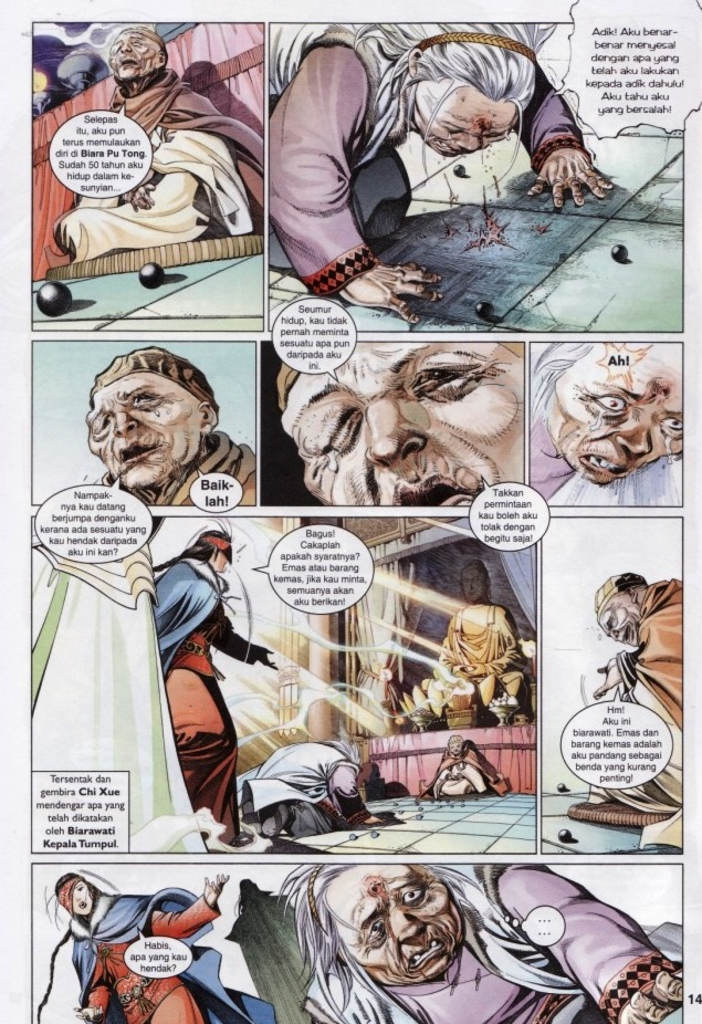 Selepas
itu, aku pun
terus memulaukan
diri di Biara Pu Tong.
Sudah 50 tahun aku
hidup dalam ke-
sunyian...
Adik! Aku benar-
benar menyesal
dengan apa yang
telah aku lakukan
kepada adik dahulu!
Aku tahu aku
yang bersalah!
Nampak-
nya kau datang
berjumpa denganku
kerana ada sesuatu yang
kau hendak daripada
aku ini kan?
Baik-
lah!
Seumur
hidup, kau tidak
pernah meminta
sesuatu apa pun
daripada aku
ini.
Takkan
permintaan
kau boleh aku
tolak dengan
begitu saja!
Ah!
Bagus!
Cakaplah
apakah syaratnya?
Emas atau barang
kemas, jika kau minta,
semuanya akan
aku berikan!
Tersentak dan
gembira Chi Xue
mendengar apa yang
telah dikatakan
oleh Biarawati
Kepala Tumpul.
Hm!
Aku ini
biarawati. Emas dan
barang kemas adalah
aku pandang sebagai
benda yang kurang
penting!
Habis,
apa yang kau
hendak?
...
...
14